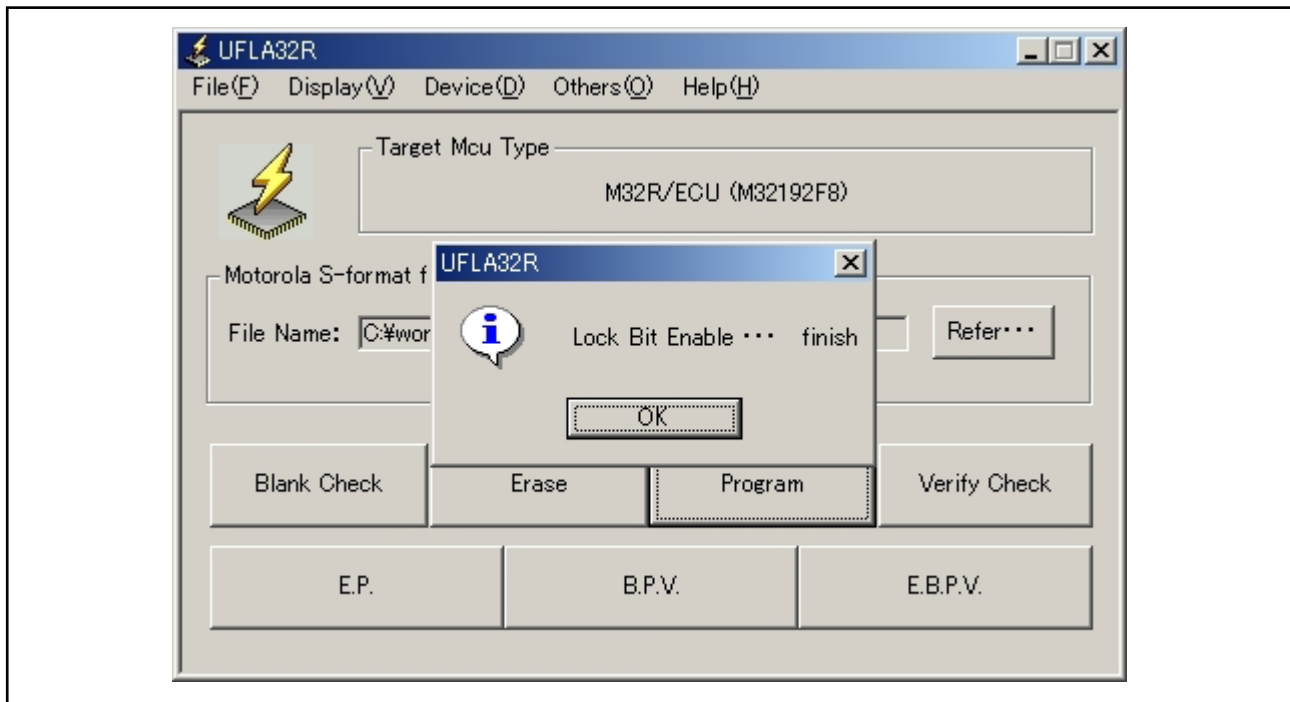 UFLA32R
File(F) Display(V) Device(D) Others(O) Help(H)
Target Mcu Type
M32R/ECU (M32192F8)
UFLA32R
Motorola S-format f
File Name: C:¥wor
Refer···
Lock Bit Enable ··· finish
OK
Blank Check
Erase
Program
Verify Check
E.P.
B.P.V.
E.B.P.V.